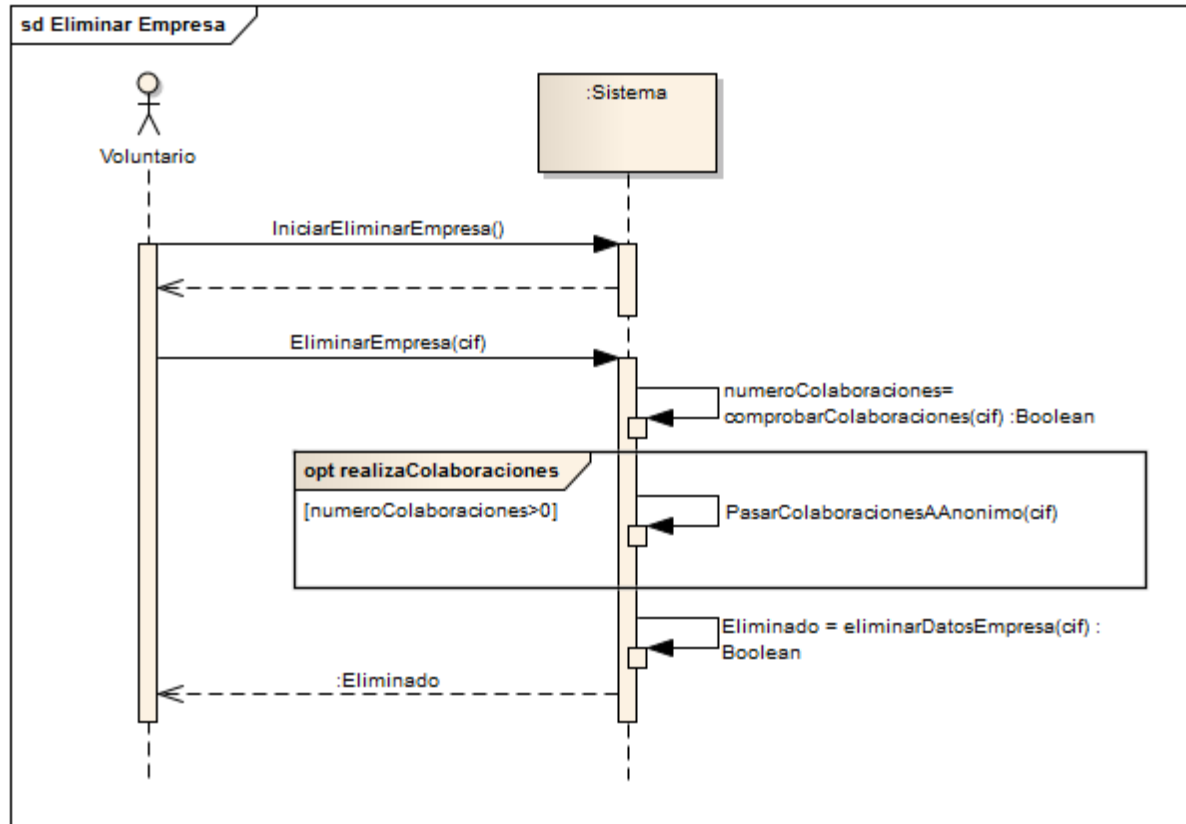 sd Eliminar Empresa
:Sistema
Voluntario
IniciarEliminarEmpresa()
EliminarEmpresa(cif)
numeroColaboraciones=
comprobarColaboraciones(cif) :Boolean
opt realizaColaboraciones
[numeroColaboraciones>0]
PasarColaboracionesAAnonimo(cif)
Eliminado = eliminarDatosEmpresa(cif) :
Boolean
:Eliminado